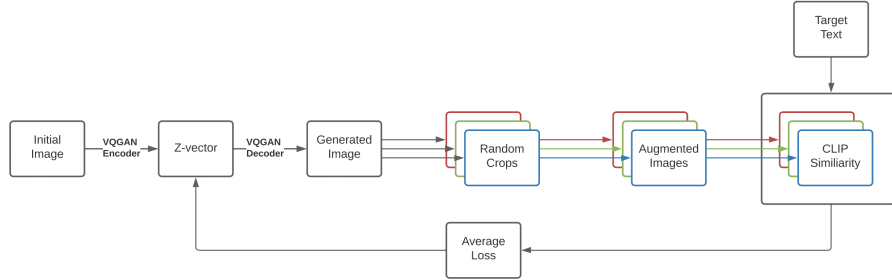 Target
Text
Initial
Image
VQGAN
Encoder
Z-vector
VQGAN
Decoder
Generated
Image
Random
Crops
Augmented
Images
CLIP
Similiarity
Average
Loss